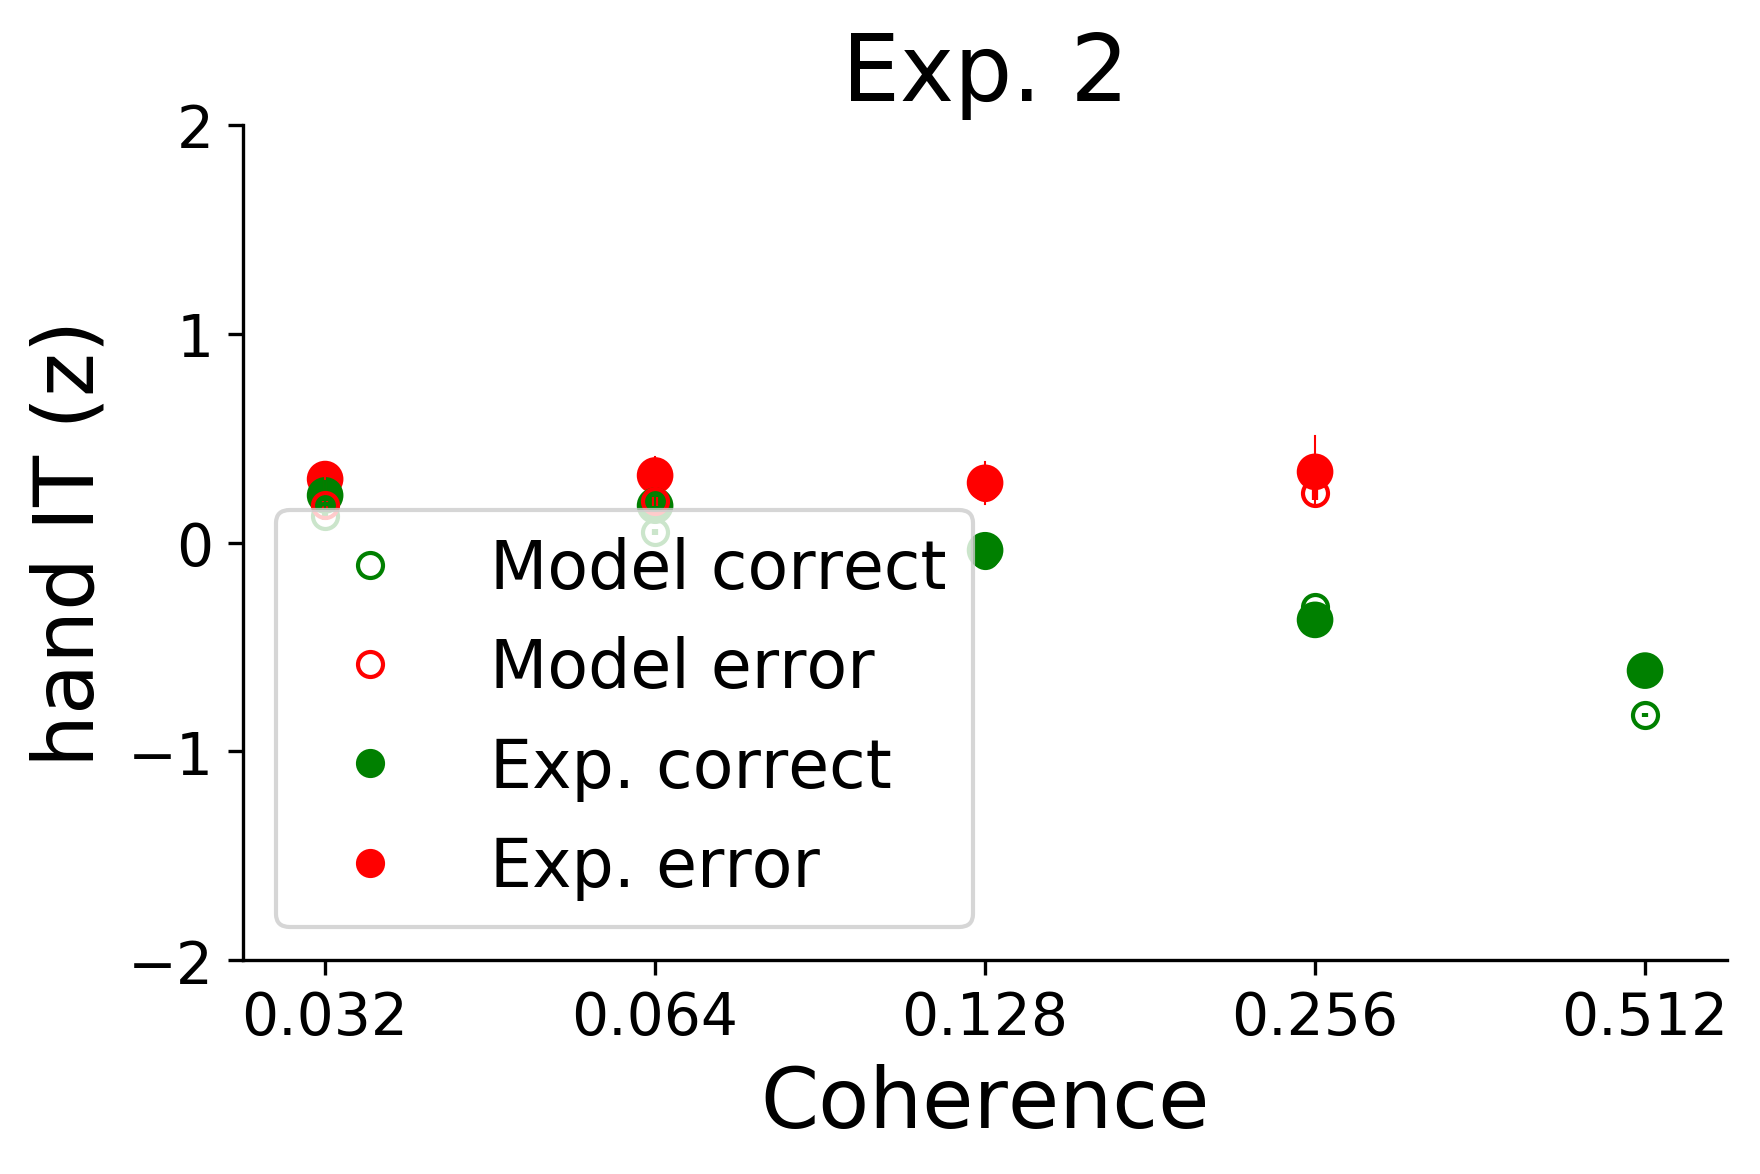 Exp. 2
hand IT (z)
2
1
0
−1
−2
Model correct
Model error
Exp. correct
Exp. error
0.032 0.064 0.128 0.256 0.512
Coherence